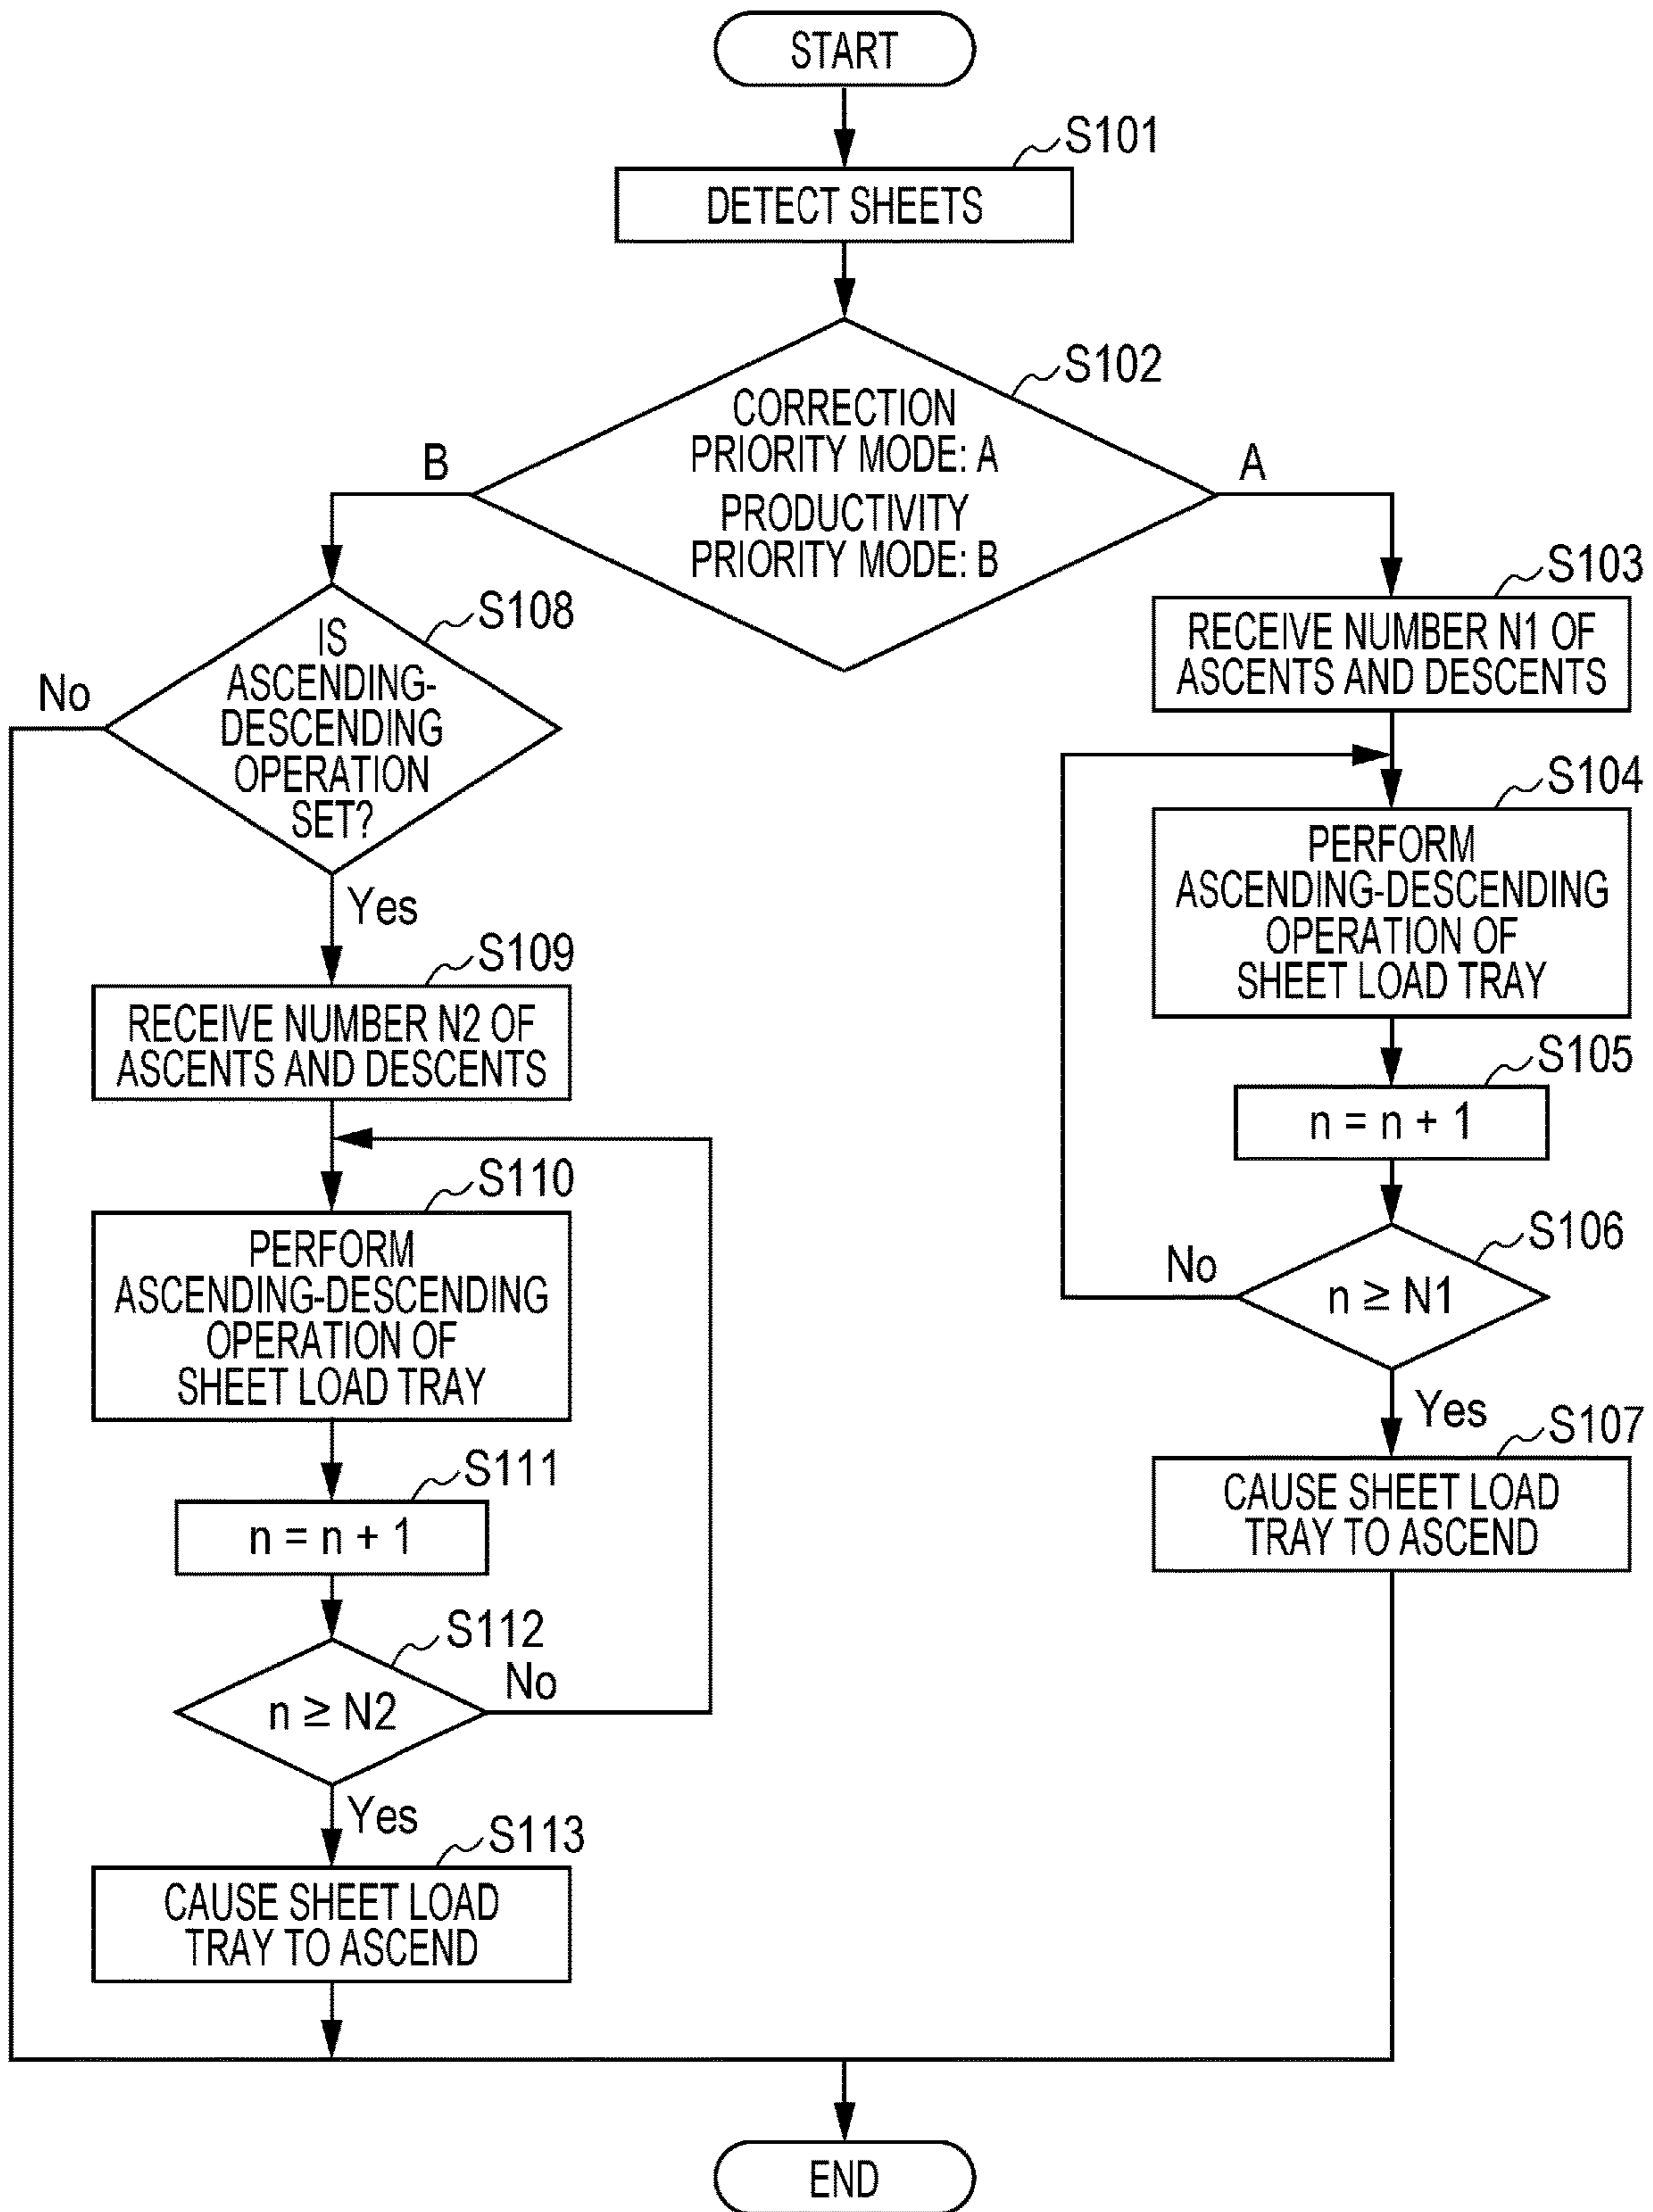 START
S101
DETECT SHEETS
S102
CORRECTION
PRIORITY MODE: A
PRODUCTIVITY
PRIORITY MODE: B
B
A
S108
IS
ASCENDING-
DESCENDING
OPERATION
SET?
No
Yes
S109
RECEIVE NUMBER N2 OF
ASCENTS AND DESCENTS
S110
PERFORM
ASCENDING-DESCENDING
OPERATION OF
SHEET LOAD TRAY
S111
n = n + 1
S112
n ≥ N2
No
Yes
S113
CAUSE SHEET LOAD
TRAY TO ASCEND
S103
RECEIVE NUMBER N1 OF
ASCENTS AND DESCENTS
S104
PERFORM
ASCENDING-DESCENDING
OPERATION OF
SHEET LOAD TRAY
S105
n = n + 1
S106
n ≥ N1
No
Yes
S107
CAUSE SHEET LOAD
TRAY TO ASCEND
END